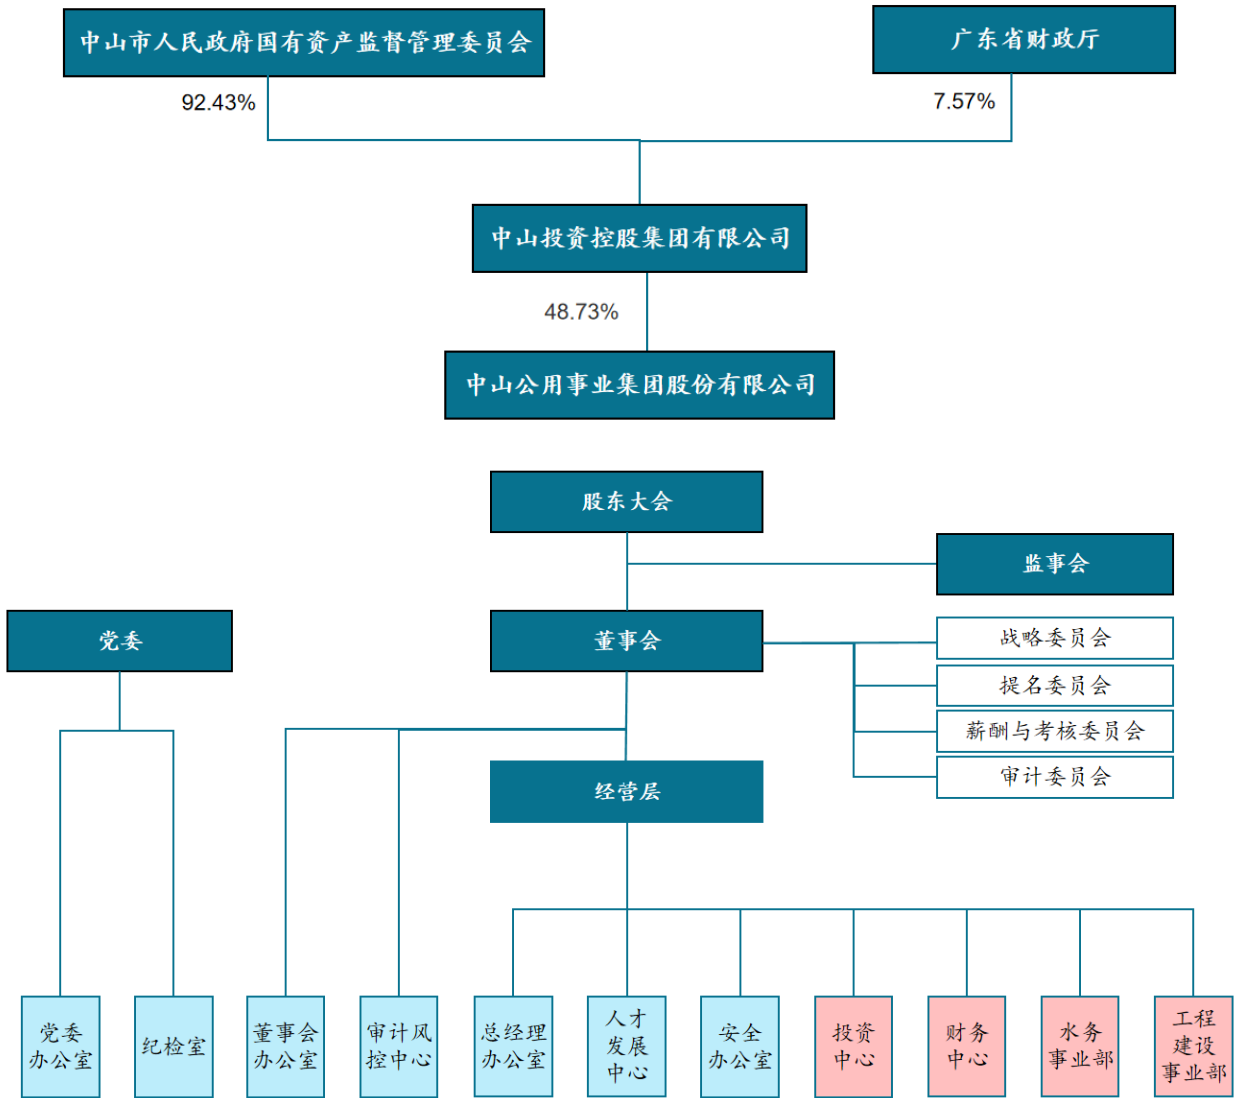 中山市人民政府国有资产监督管理委员会
广东省财政厅
92.43%
7.57%
中山投资控股集团有限公司
48.73%
中山公用事业集团股份有限公司
股东大会
监事会
党委
董事会
战略委员会
提名委员会
薪酬与考核委员会
审计委员会
经营层
党委
办公室
纪检室
董事会
办公室
审计风
控中心
总经理
办公室
人才
发展
中心
安全
办公室
投资
中心
财务
中心
水务
事业部
工程
建设
事业部